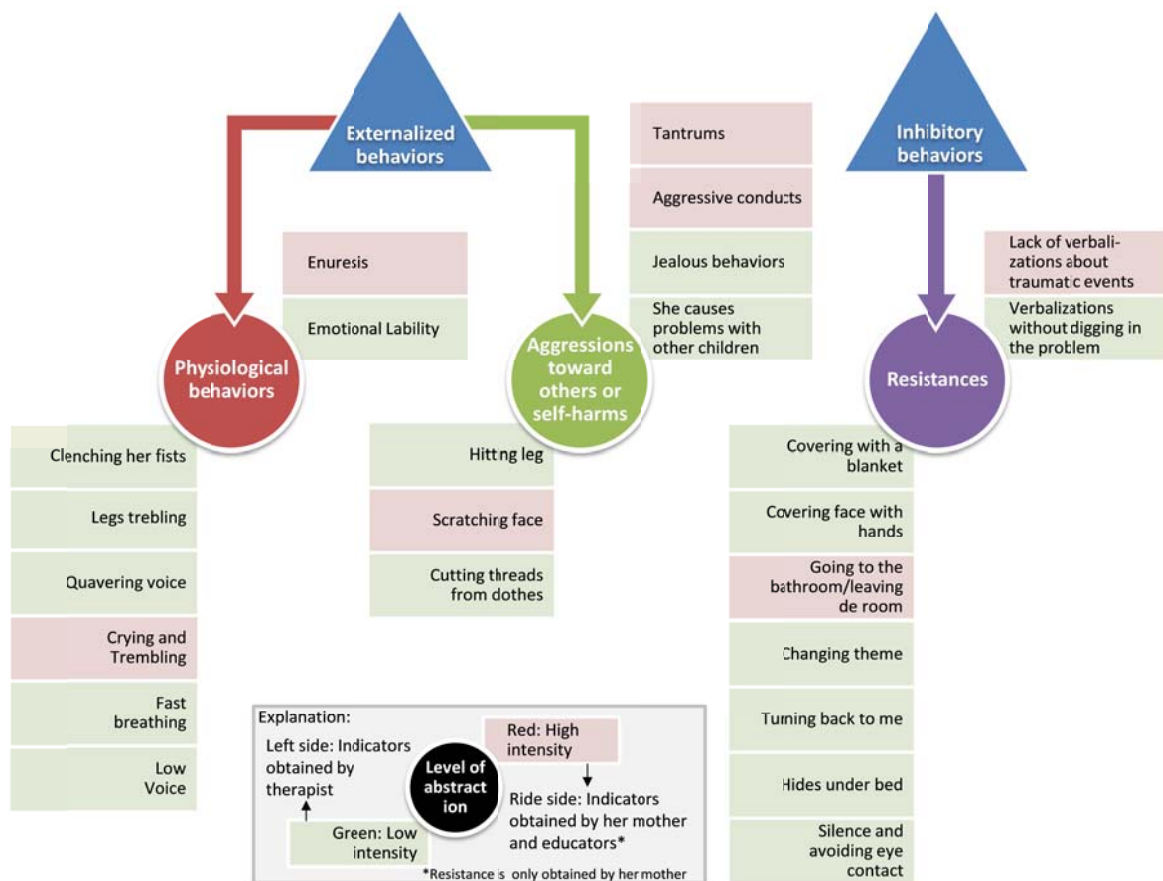 Externalized
behaviors
Inhibitory
behaviors
Tantrums
Aggressive conducts
Jealous behaviors
She causes
problems with
other children
Enuresis
Emotional Lability
Lack of verbali-
zations about
traumatic events
Verbalizations
without digging in
the problem
Physiological
behaviors
Aggressions
toward
others or
self-harms
Resistances
Clenching her fists
Legs trebling
Quavering voice
Crying and
Trembling
Fast
breathing
Low
Voice
Hitting leg
Scratching face
Cutting threads
from dothes
Covering with a
blanket
Covering face with
hands
Going to the
bathroom/leaving
de room
Changing theme
Turning back to me
Hides under bed
Silence and
avoiding eye
contact
Explanation:
Left side: Indicators
obtained by
therapist
Green: Low
intensity
Level of
abstract
ion
Red: High
intensity
Ride side: Indicators
obtained by her mother
and educators*
*Resistance is only obtained by her mother